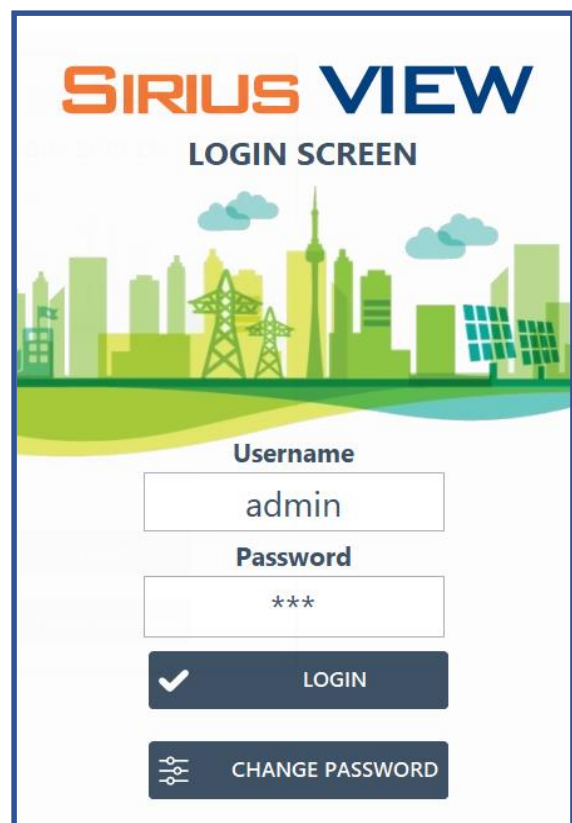 SIRIUS VIEW
LOGIN SCREEN
Username
admin
Password
***
LOGIN
CHANGE PASSWORD